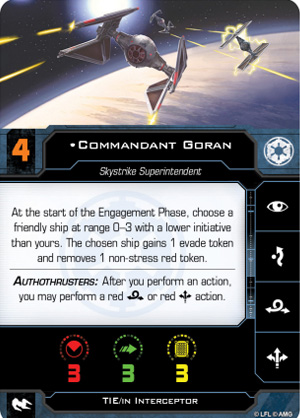 4
•Commandant Goran
Skystrike Superintendent
At the start of the Engagement Phase, choose a
friendly ship at range 0–3 with a lower initiative
than yours. The chosen ship gains 1 evade token
and removes 1 non-stress red token.
Authothrusters: After you perform an action,
you may perform a red or red action.
3 3 3
TIE/in Interceptor
© LFL © AMG